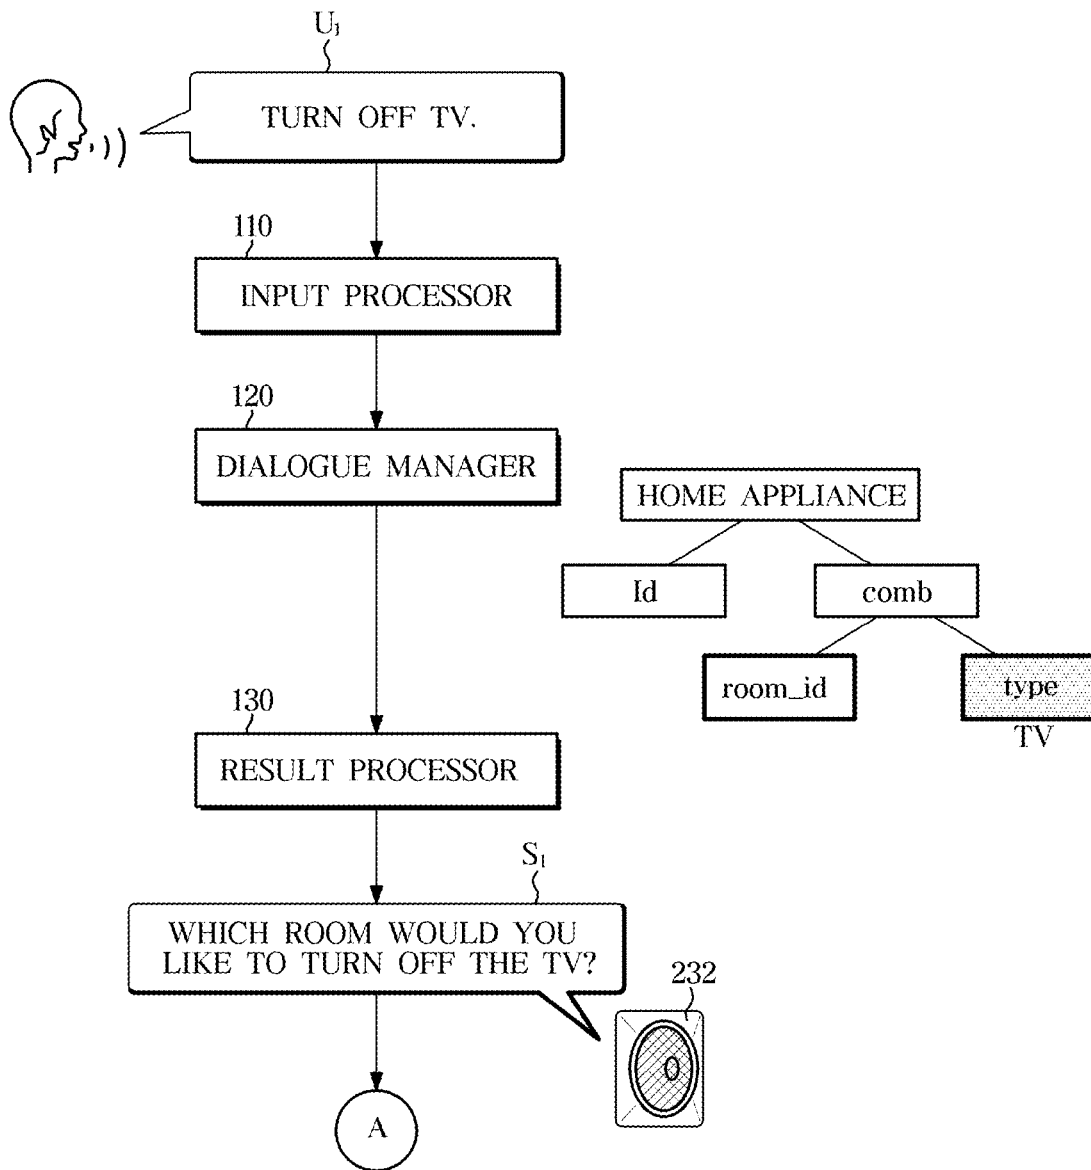 U₁
TURN OFF TV.
110
INPUT PROCESSOR
120
DIALOGUE MANAGER
HOME APPLIANCE
Id
comb
room_id
type
TV
130
RESULT PROCESSOR
S₁
WHICH ROOM WOULD YOU
LIKE TO TURN OFF THE TV?
232
A